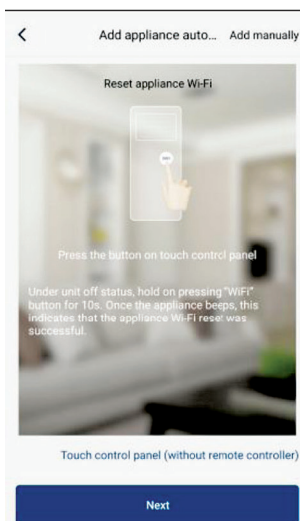 Add appliance auto... Add manually
Reset appliance Wi-Fi
WiFi
Press the button on touch control panel
Under unit off status, hold on pressing “WiFi”
button for 10s. Once the appliance beeps, this
indicates that the appliance Wi-Fi reset was
successful.
Touch control panel (without remote controller)
Next